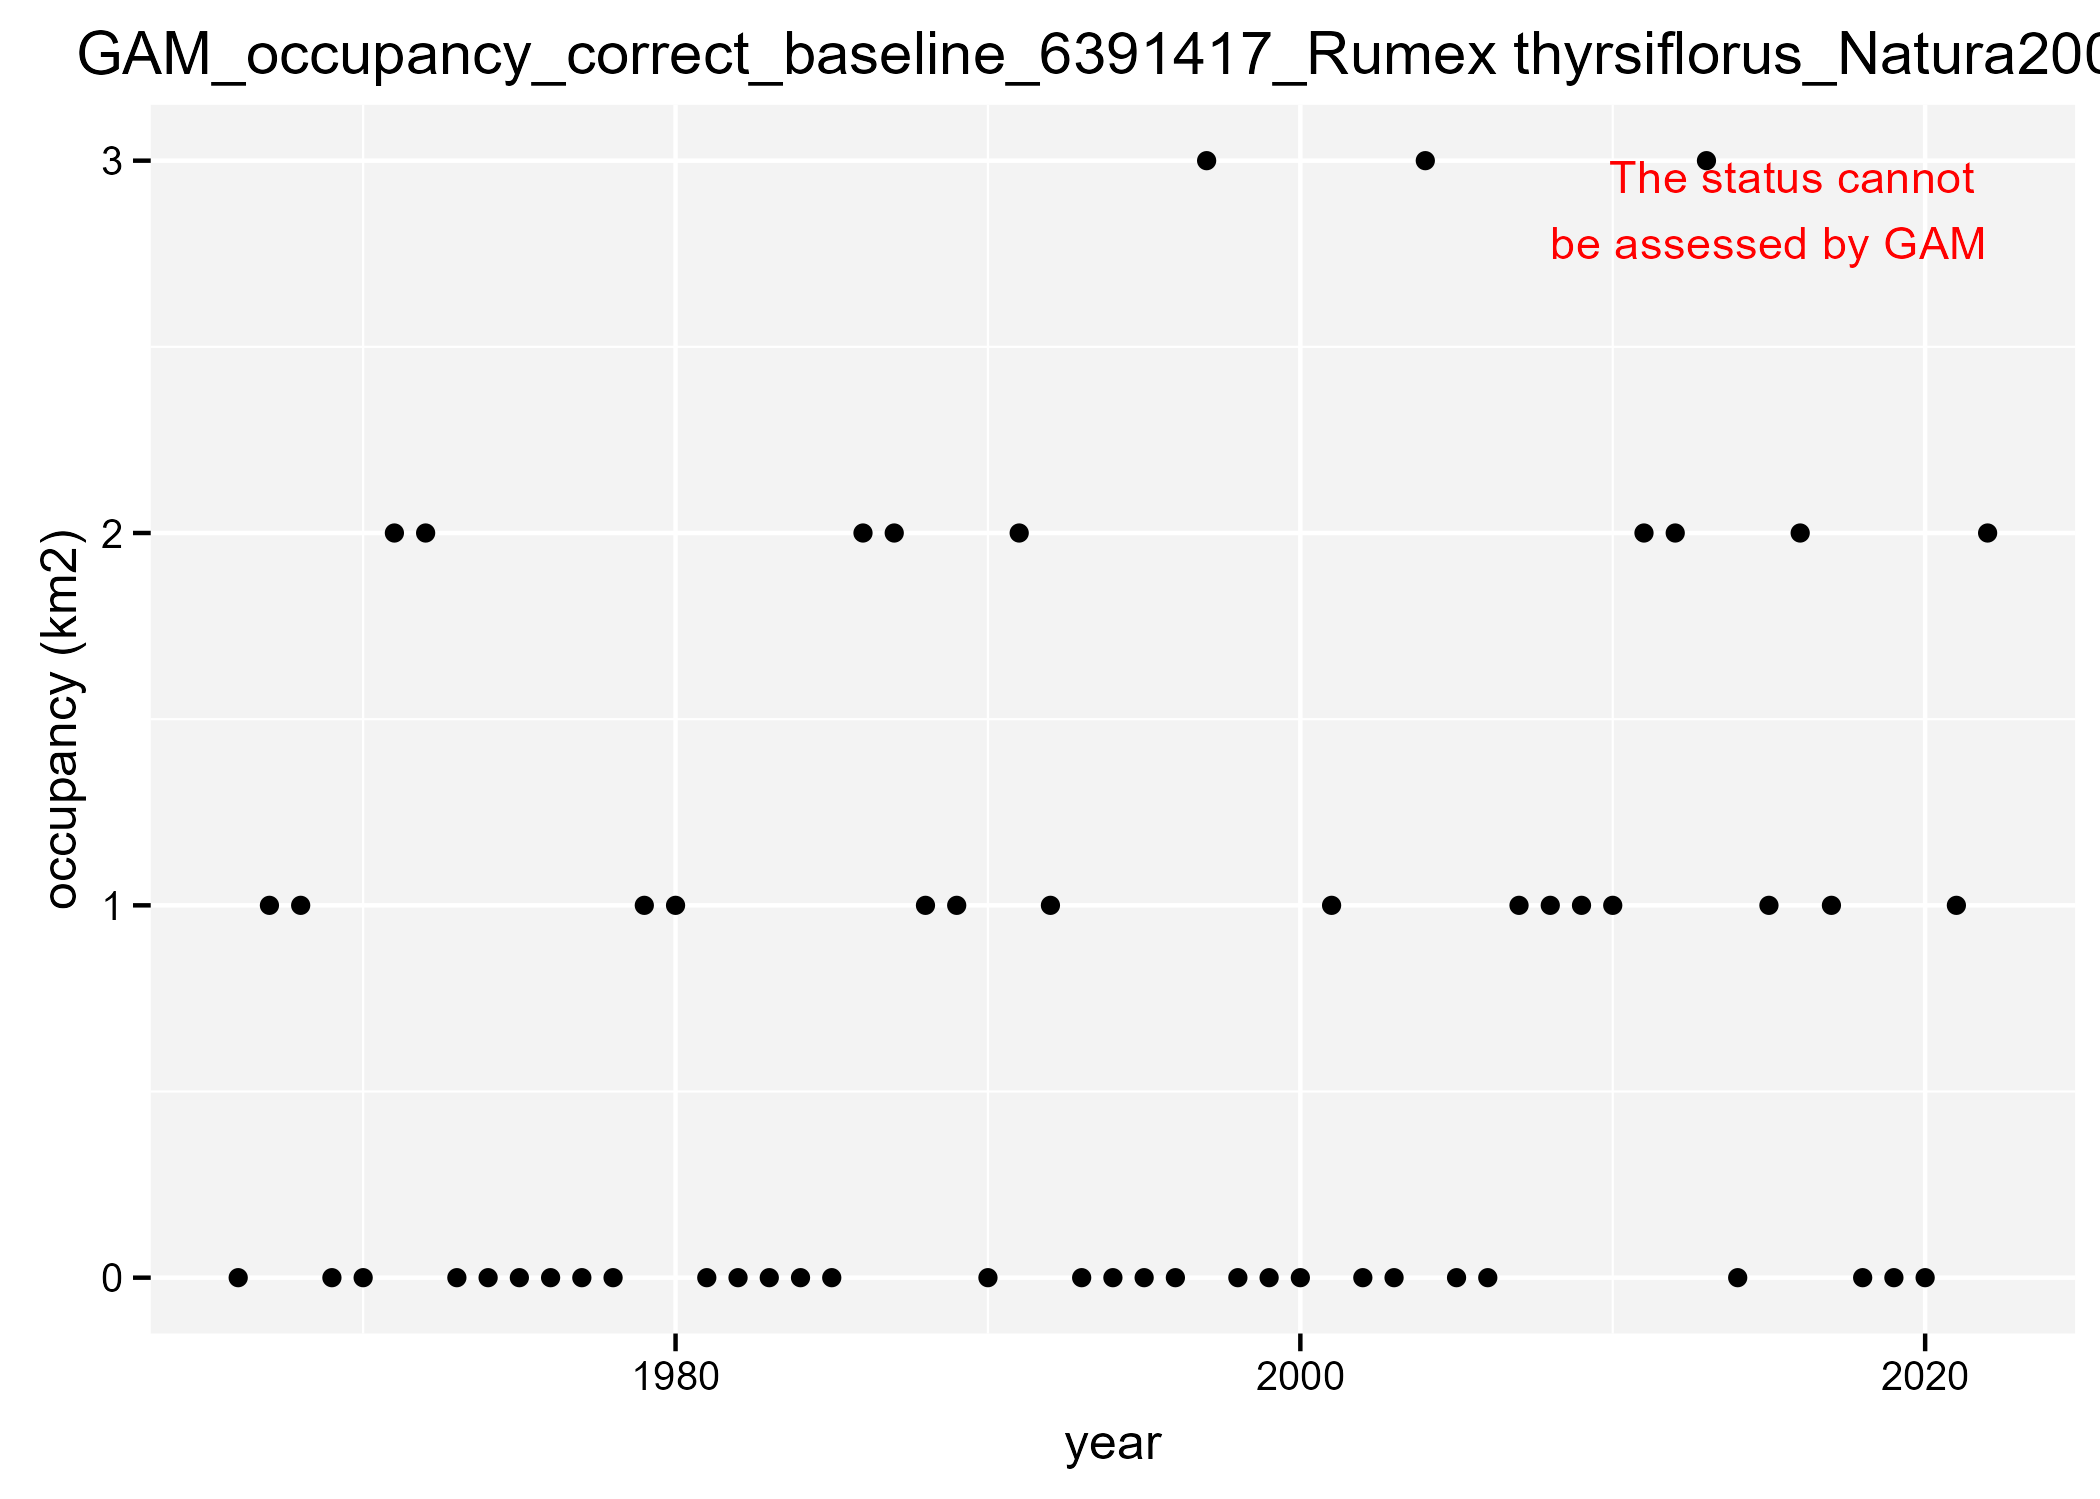 GAM_occupancy_correct_baseline_6391417_Rumex thyrsiflorus_Natura200
3
The status cannot
be assessed by GAM
2
occupancy (km2)
1
0
1980 2000 2020
year